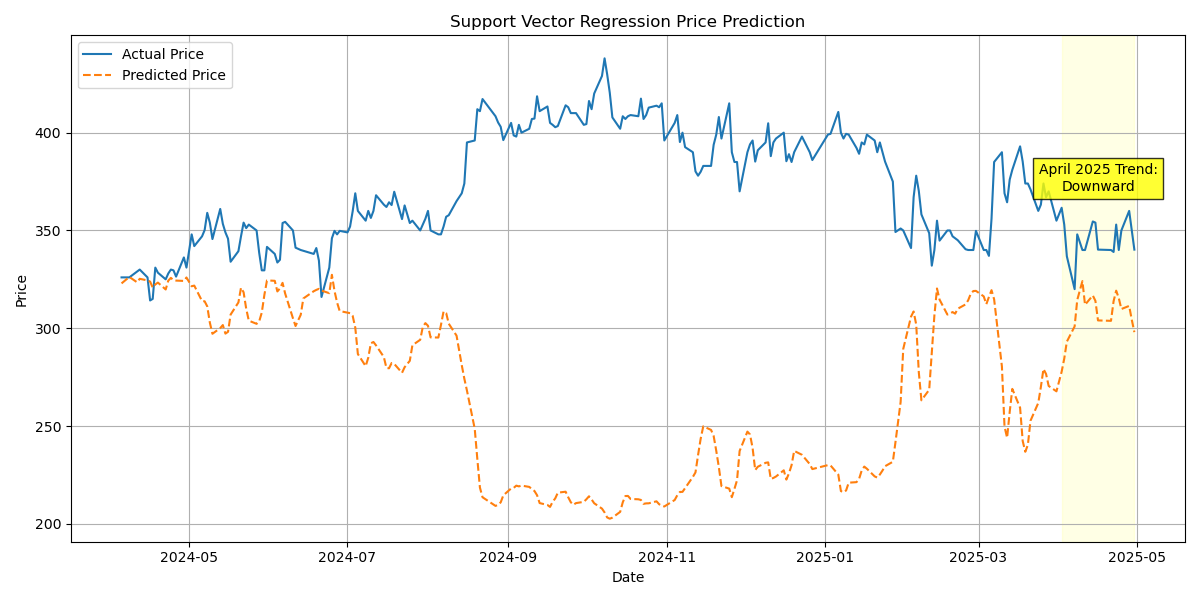 Support Vector Regression Price Prediction
Actual Price
Predicted Price
April 2025 Trend:
Downward
Price
400
350
300
250
200
2024-05
2024-07
2024-09
2024-11
2025-01
2025-03
2025-05
Date